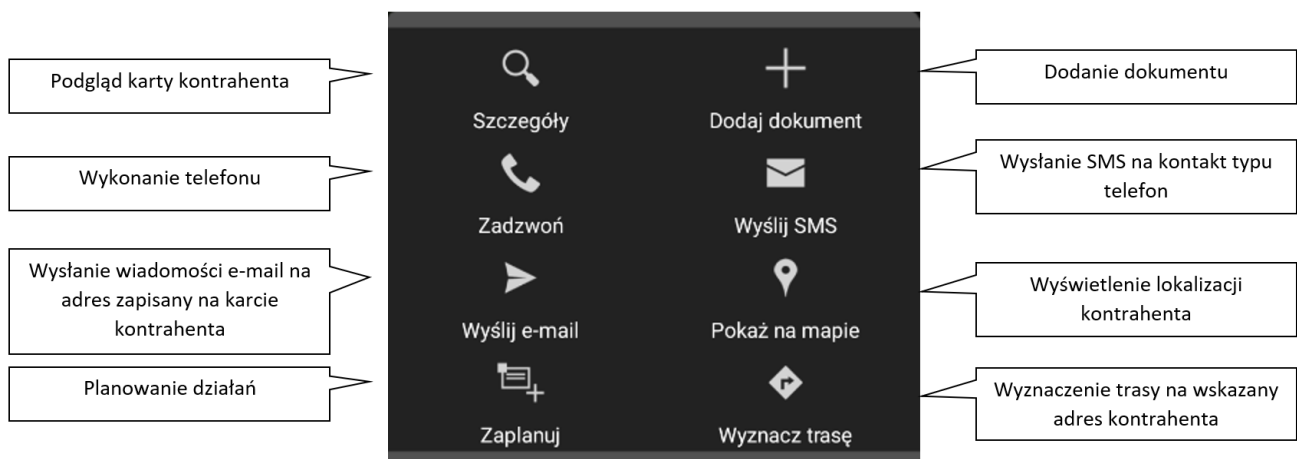 Podgląd karty kontrahenta
Szczegóły
Dodaj dokument
Dodanie dokumentu
Wykonanie telefonu
Zadzwoń
Wyślij SMS
Wysłanie SMS na kontakt typu
telefon
Wysłanie wiadomości e-mail na
adres zapisany na karcie
kontrahenta
Wyślij e-mail
Pokaż na mapie
Wyświetlenie lokalizacji
kontrahenta
Planowanie działań
Zaplanuj
Wyznacz trasę
Wyznaczenie trasy na wskazany
adres kontrahenta